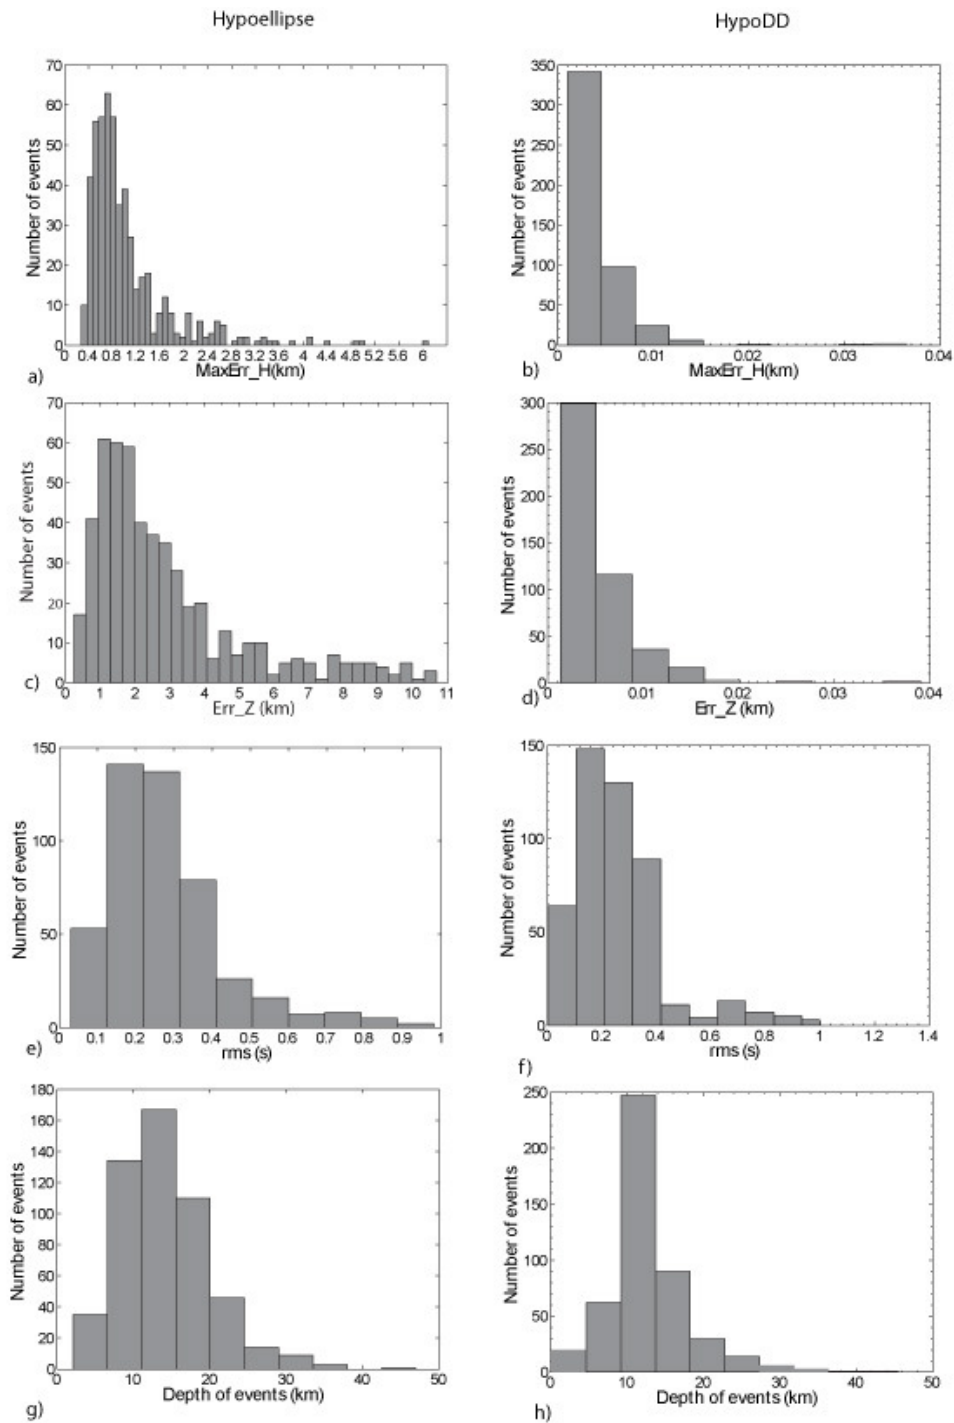 Hypoellipse
HypoDD
70
60
50
40
30
20
10
0
Number of events
0 0.4 0.8 1.2 1.6 2 2.4 2.8 3.2 3.6 4 4.4 4.8 5.2 5.6 6
MaxErr_H(km)
a)
350
300
250
200
150
100
50
0
Number of events
0 0.01 0.02 0.03 0.04
MaxErr_H(km)
b)
70
60
50
40
30
20
10
0
Number of events
0 1 2 3 4 5 6 7 8 9 10 11
Err_Z (km)
c)
300
250
200
150
100
50
0
Number of events
0 0.01 0.02 0.03 0.04
Err_Z (km)
d)
150
100
50
0
Number of events
0.1 0.2 0.3 0.4 0.5 0.6 0.7 0.8 0.9 1
rms (s)
e)
150
100
50
0
Number of events
0 0.2 0.4 0.6 0.8 1 1.2 1.4
rms (s)
f)
180
160
140
120
100
80
60
40
20
0
Number of events
0 10 20 30 40 50
Depth of events (km)
g)
250
200
150
100
50
0
Number of events
0 10 20 30 40 50
Depth of events (km)
h)